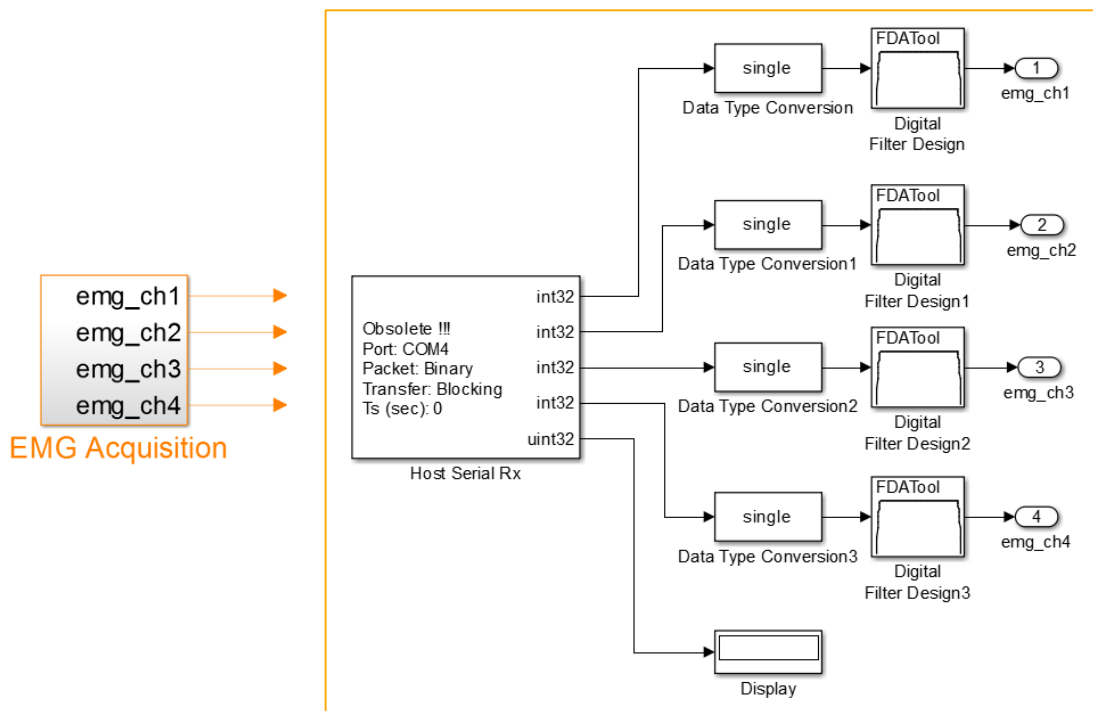 emg_ch1
emg_ch2
emg_ch3
emg_ch4
EMG Acquisition
Obsolete !!!
Port: COM4
Packet: Binary
Transfer: Blocking
Ts (sec): 0
int32
int32
int32
int32
uint32
Host Serial Rx
single
Data Type Conversion
FDATool
Digital
Filter Design
1
emg_ch1
single
Data Type Conversion1
FDATool
Digital
Filter Design1
2
emg_ch2
single
Data Type Conversion2
FDATool
Digital
Filter Design2
3
emg_ch3
single
Data Type Conversion3
FDATool
Digital
Filter Design3
4
emg_ch4
Display